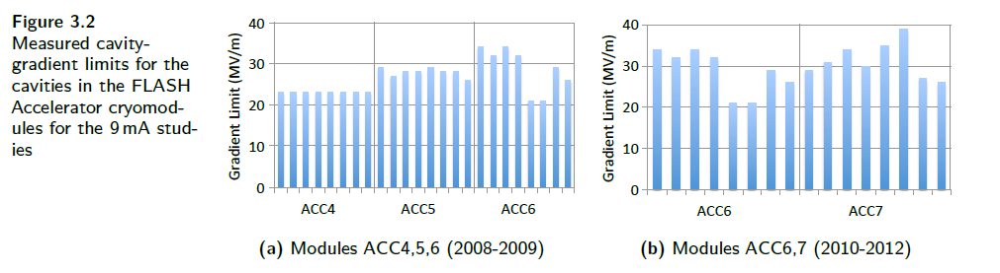 Figure 3.2
Measured cavity-
gradient limits for the
cavities in the FLASH
Accelerator cryomod-
ules for the 9 mA stud-
ies
Gradient Limit (MV/m)
40
30
20
10
0
ACC4 ACC5 ACC6
(a) Modules ACC4,5,6 (2008-2009)
Gradient Limit (MV/m)
40
30
20
10
0
ACC6 ACC7
(b) Modules ACC6,7 (2010-2012)